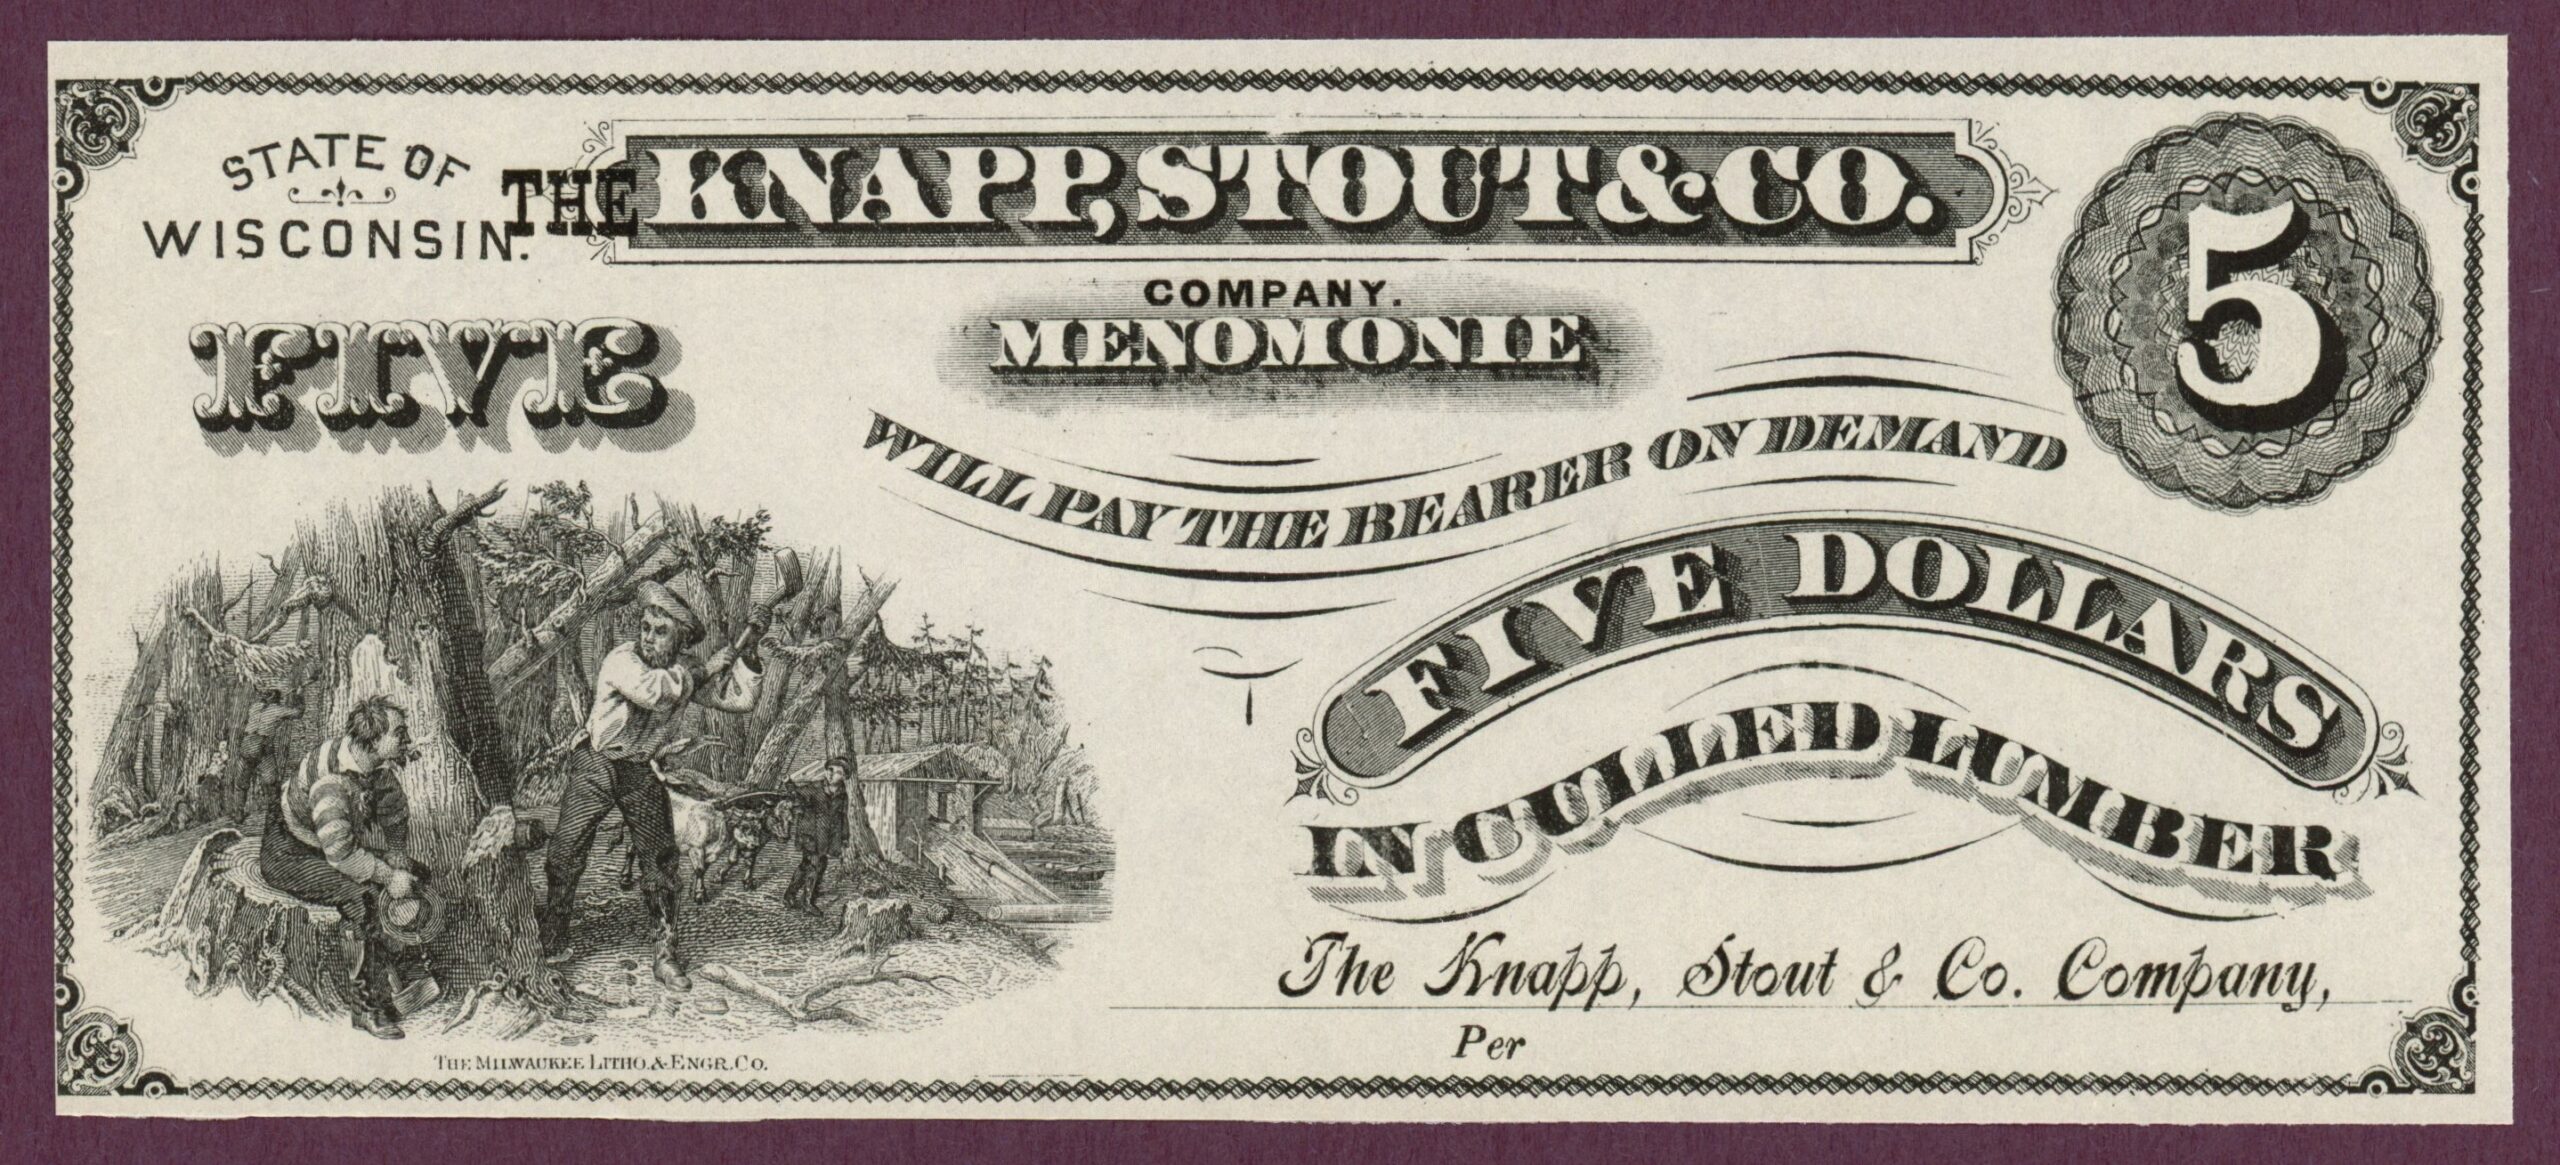 STATE OF
WISCONSIN.
THE KNAPP, STOUT & CO.
COMPANY.
MENOMONIE
FIVE
5
WILL PAY THE BEARER ON DEMAND
FIVE DOLLARS
IN CULLED LUMBER
The Knapp, Stout & Co. Company,
Per
THE MILWAUKEE LITHO. & ENGR. CO.